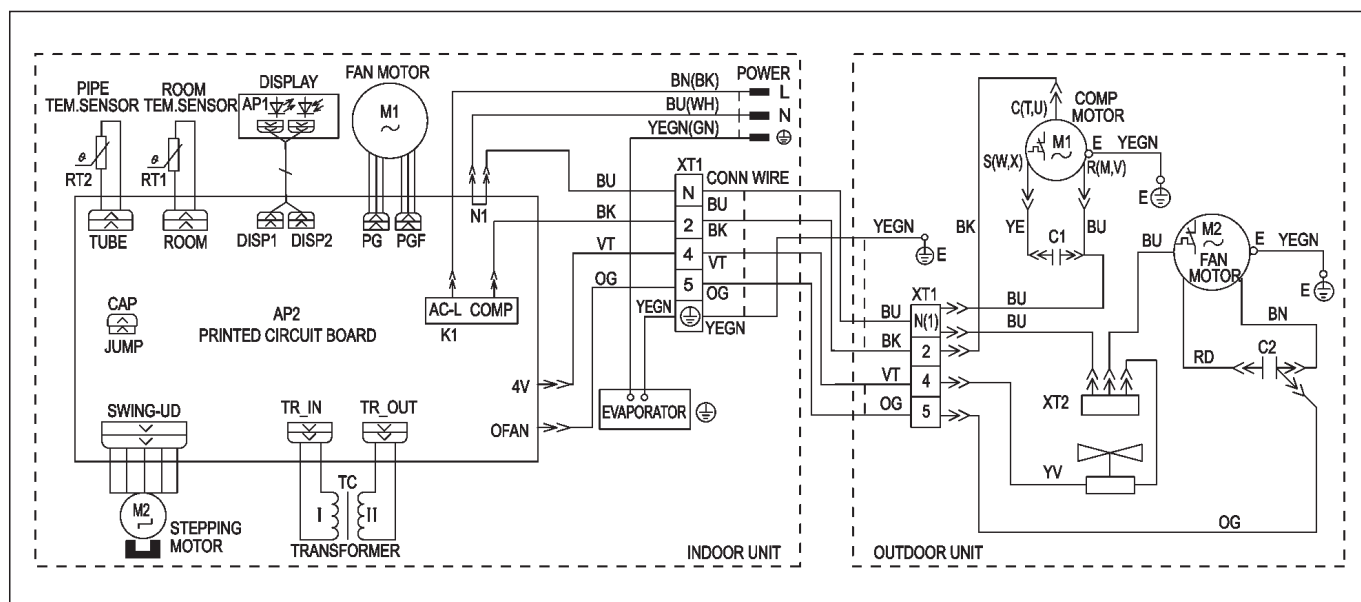 PIPE
TEM.SENSOR
ROOM
TEM.SENSOR
DISPLAY
AP1
FAN MOTOR
M1
BN(BK)
POWER
L
BU(WH)
N
YEGN(GN)
θ
RT2
θ
RT1
TUBE
ROOM
DISP1
DISP2
PG
PGF
N1
BU
BK
VT
OG
YEGN
XT1
N
2
4
5
CONN WIRE
BU
BK
VT
OG
YEGN
CAP
JUMP
AP2
PRINTED CIRCUIT BOARD
AC-L
COMP
K1
4V
OFAN
EVAPORATOR
SWING-UD
TR_IN
TR_OUT
M2
STEPPING
MOTOR
TC
I
II
TRANSFORMER
INDOOR UNIT
C(T,U)
COMP
MOTOR
M1
S(W,X)
R(M,V)
E
YEGN
E
BK
YE
C1
BU
YEGN
E
BU
M2
FAN
MOTOR
E
YEGN
E
XT1
BU
N(1)
BU
BU
BK
2
VT
4
OG
5
BN
RD
C2
XT2
YV
OG
OUTDOOR UNIT